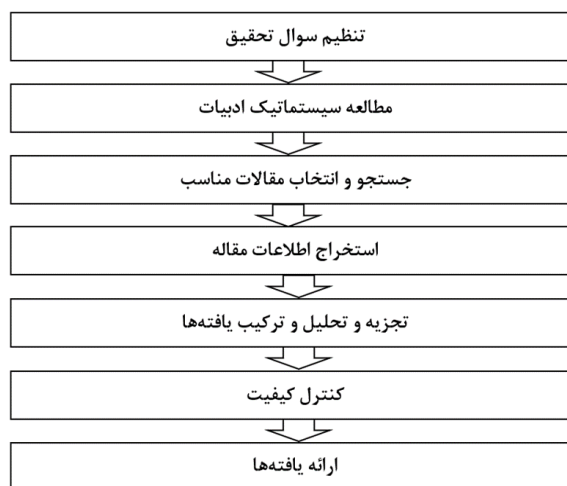 تنظیم سوال تحقیق
مطالعه سیستماتیک ادبیات
جستجو و انتخاب مقالات مناسب
استخراج اطلاعات مقاله
تجزیه و تحلیل و ترکیب یافته‌ها
کنترل کیفیت
ارائه یافته‌ها